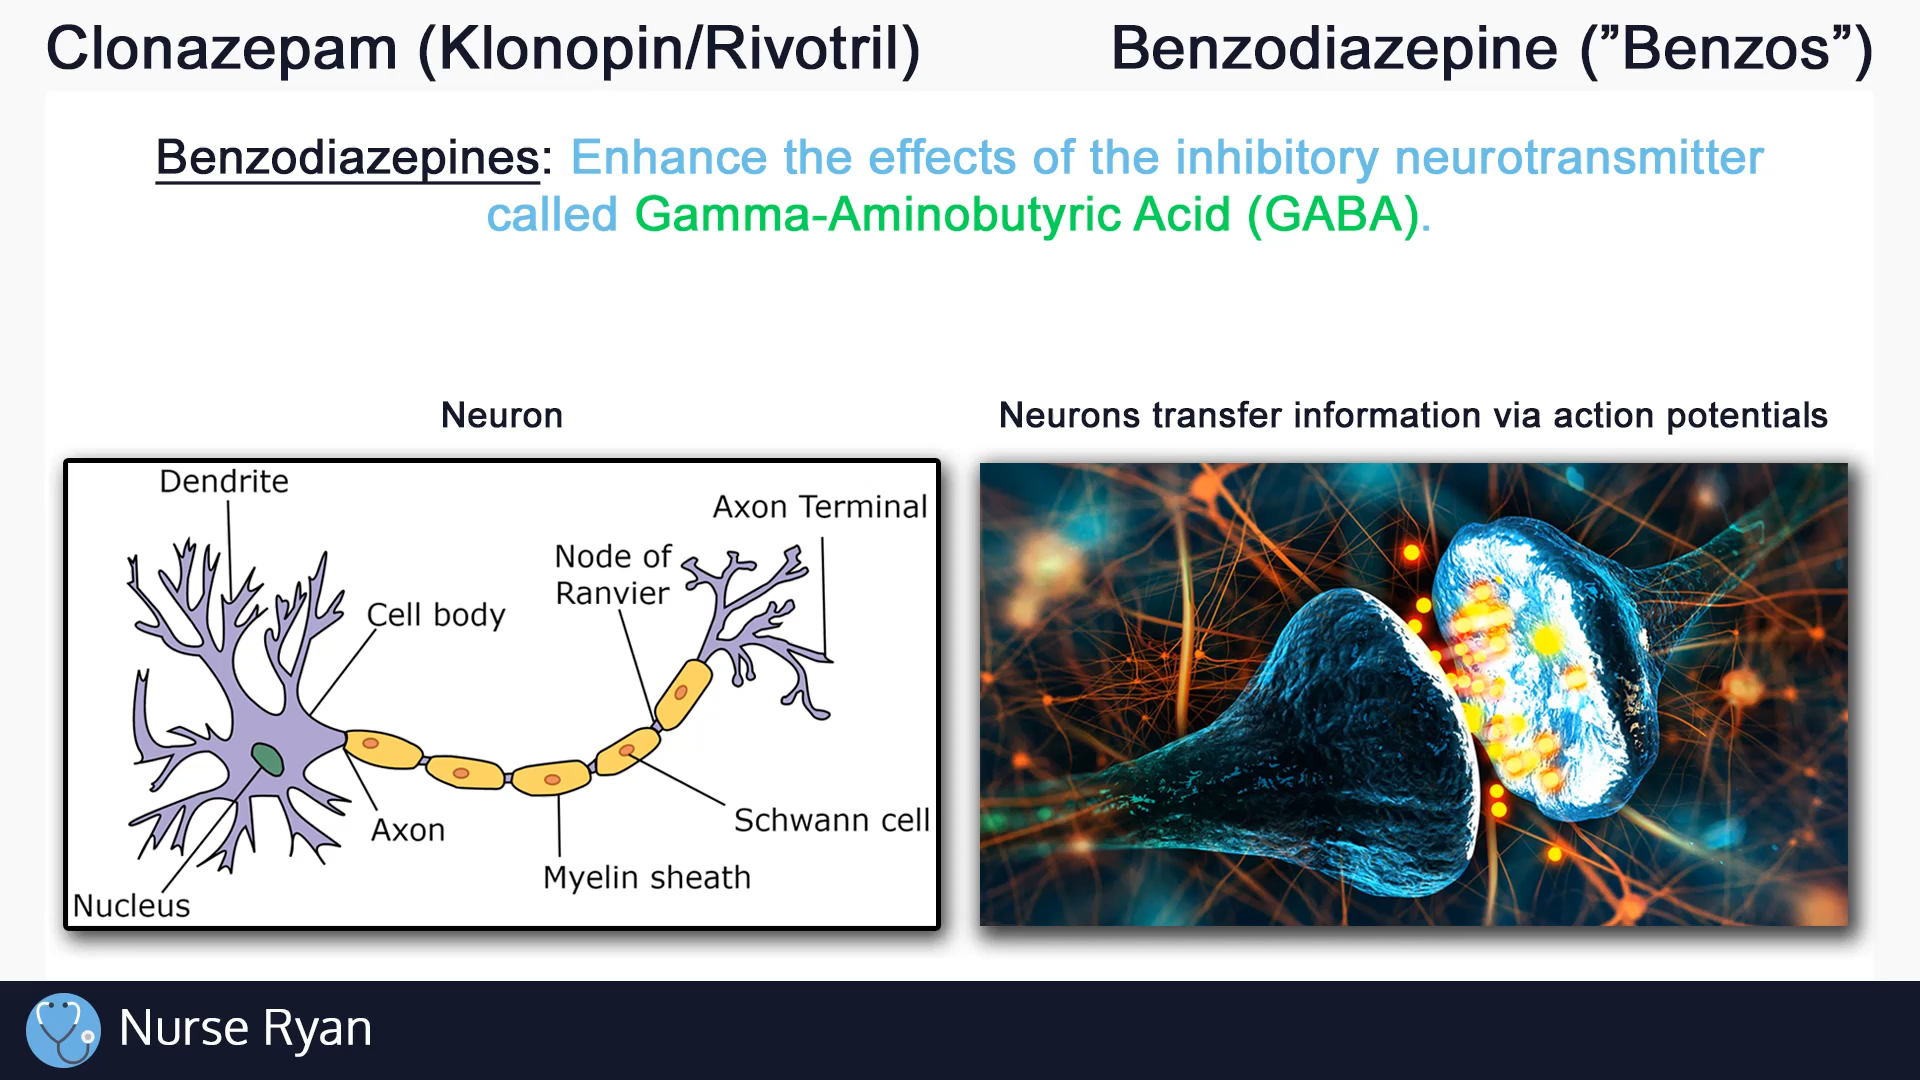 Clonazepam (Klonopin/Rivotril)
Benzodiazepine (”Benzos”)
Benzodiazepines: Enhance the effects of the inhibitory neurotransmitter
called Gamma-Aminobutyric Acid (GABA).
Neuron
Neurons transfer information via action potentials
Dendrite
Axon Terminal
Node of
Ranvier
Cell body
Schwann cell
Axon
Myelin sheath
Nucleus
Nurse Ryan